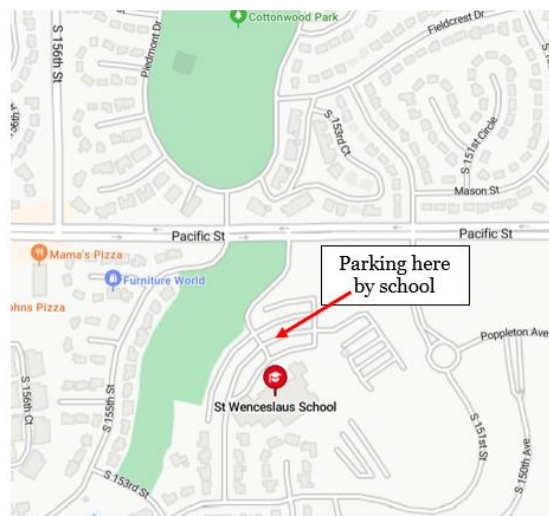 Cottonwood Park
Fieldcrest Dr
S 156th St
Piedmont Dr
S 153rd Ct
S 151st Circle
Mason St
Pacific St
Pacific St
Mama's Pizza
Furniture World
Parking here
by school
ohns Pizza
Poppleton Ave
S 155th St
St Wenceslaus School
S 156th Ct
S 151st St
S 150th Ave
S 153rd St